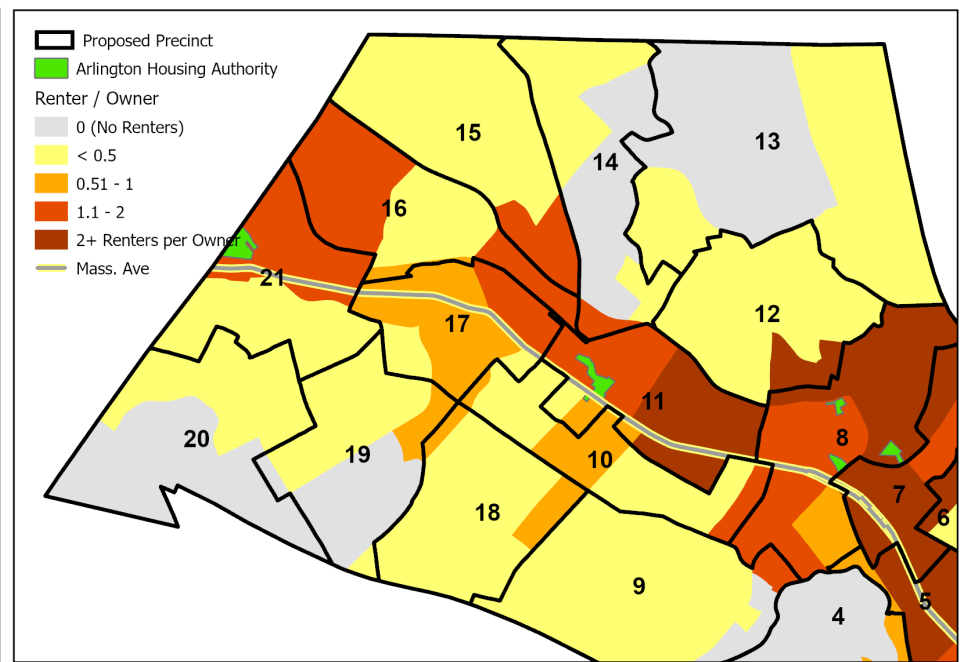 Proposed Precinct
Arlington Housing Authority
Renter / Owner
0 (No Renters)
< 0.5
0.51 - 1
1.1 - 2
2+ Renters per Owner
Mass. Ave
15
13
14
16
21
12
17
11
8
20
19
10
7
18
6
9
5
4